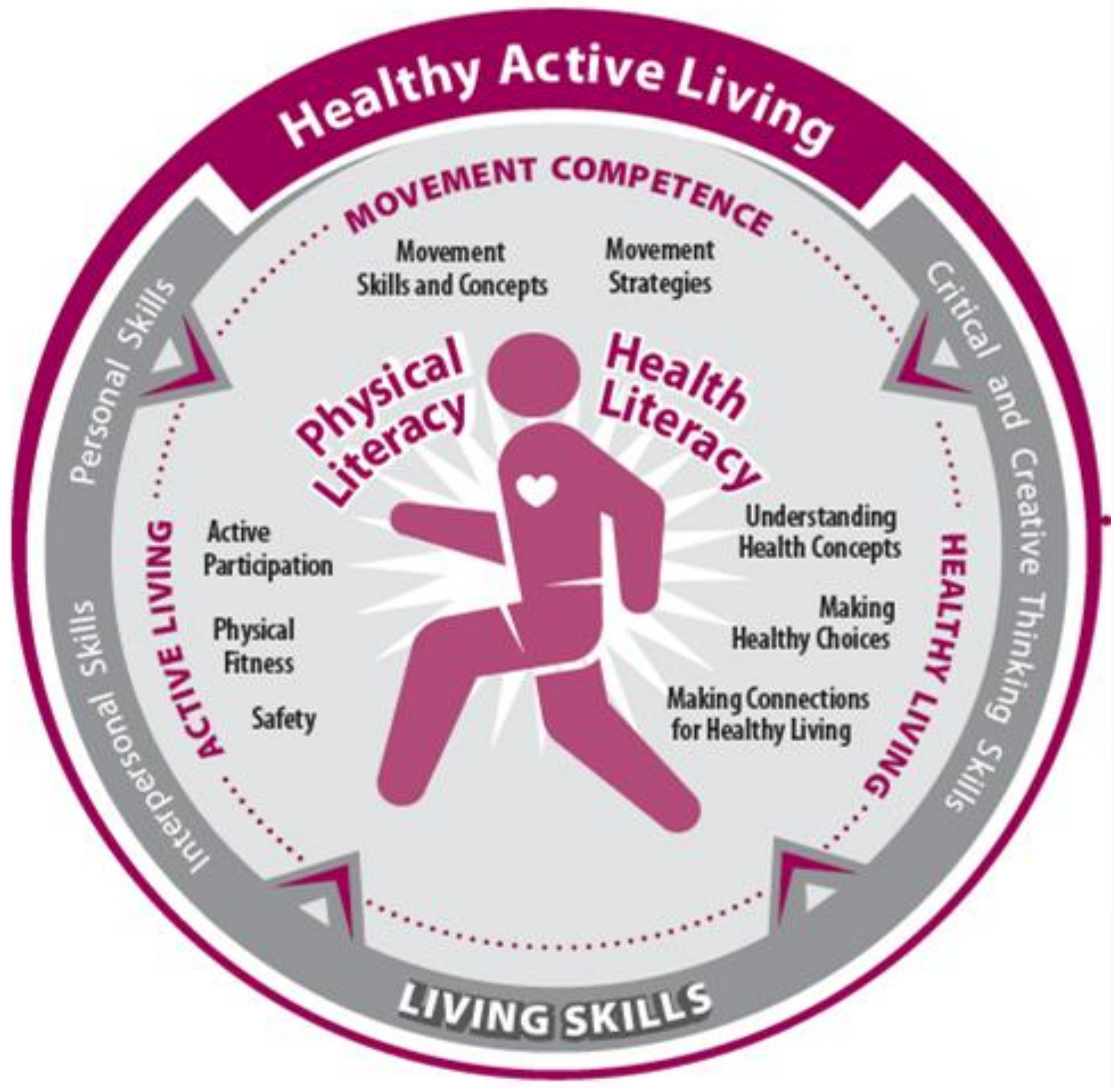 Healthy Active Living
MOVEMENT COMPETENCE
Movement
Skills and Concepts
Movement
Strategies
Physical
Literacy
Health
Literacy
Personal Skills
Interpersonal Skills
ACTIVE LIVING
Active
Participation
Physical
Fitness
Safety
Understanding
Health Concepts
Making
Healthy Choices
Making Connections
for Healthy Living
HEALTHY LIVING
Critical and Creative Thinking Skills
LIVING SKILLS